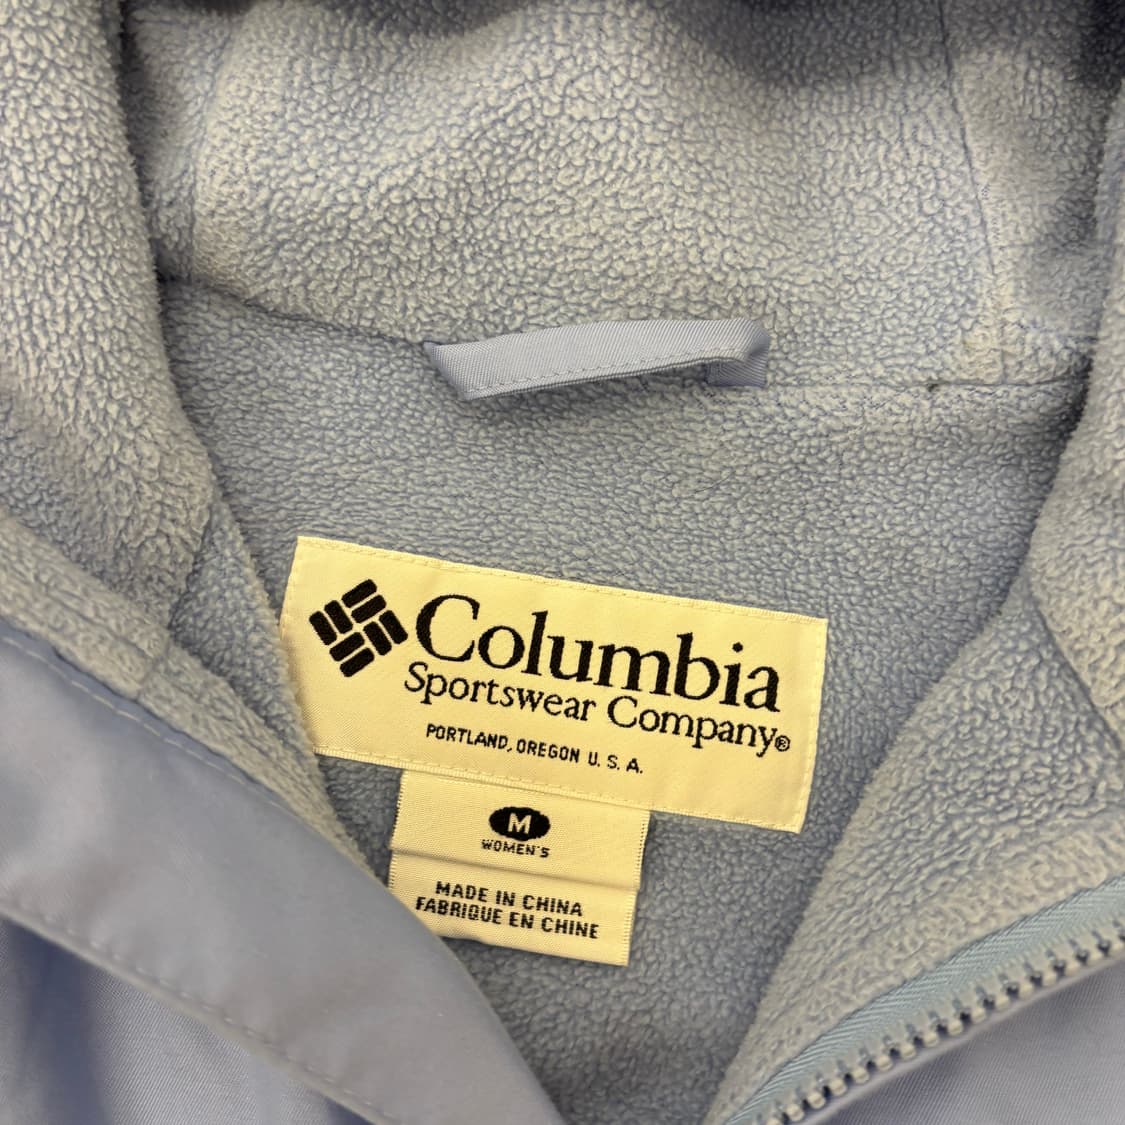 Columbia
Sportswear Company®
PORTLAND, OREGON U. S. A.
M
WOMEN'S
MADE IN CHINA
FABRIQUE EN CHINE